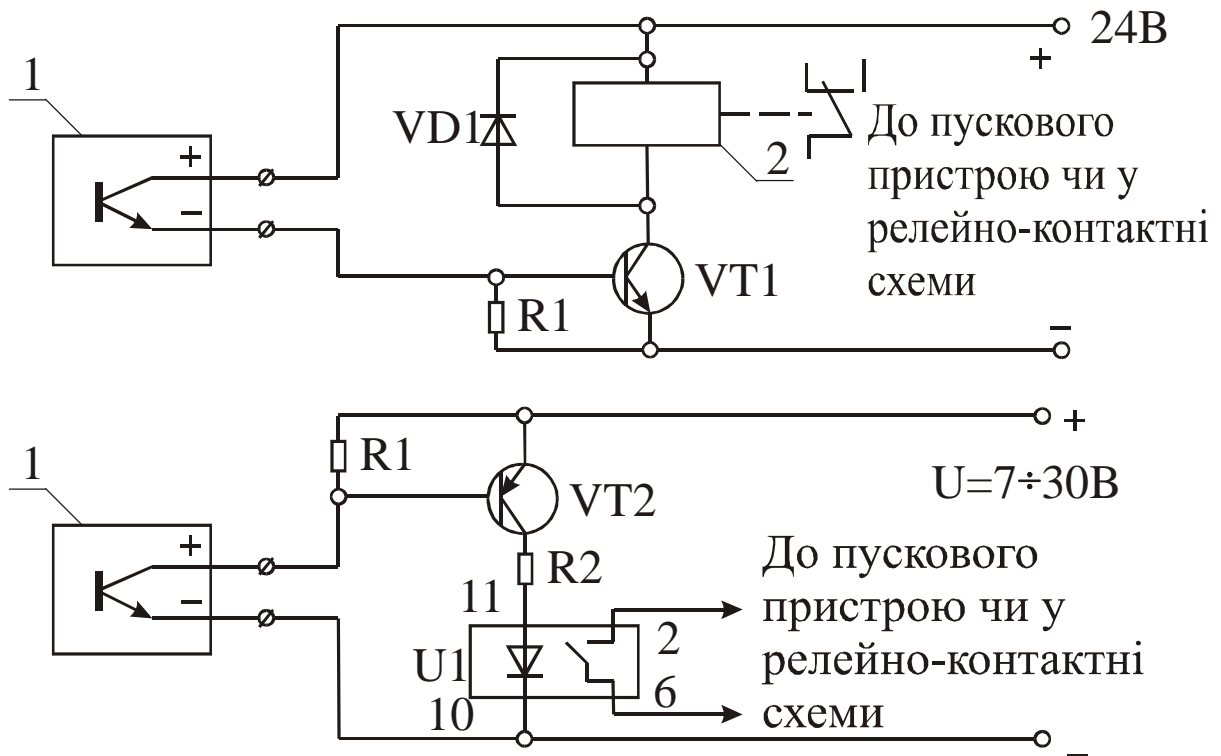 24В
+
1
+
−
VD1
2
До пускового
пристрою чи у
релейно-контактні
схеми
VT1
R1
−
+
1
R1
VT2
U=7÷30В
+
−
R2
11
До пускового
пристрою чи у
релейно-контактні
схеми
2
U1
6
10
−